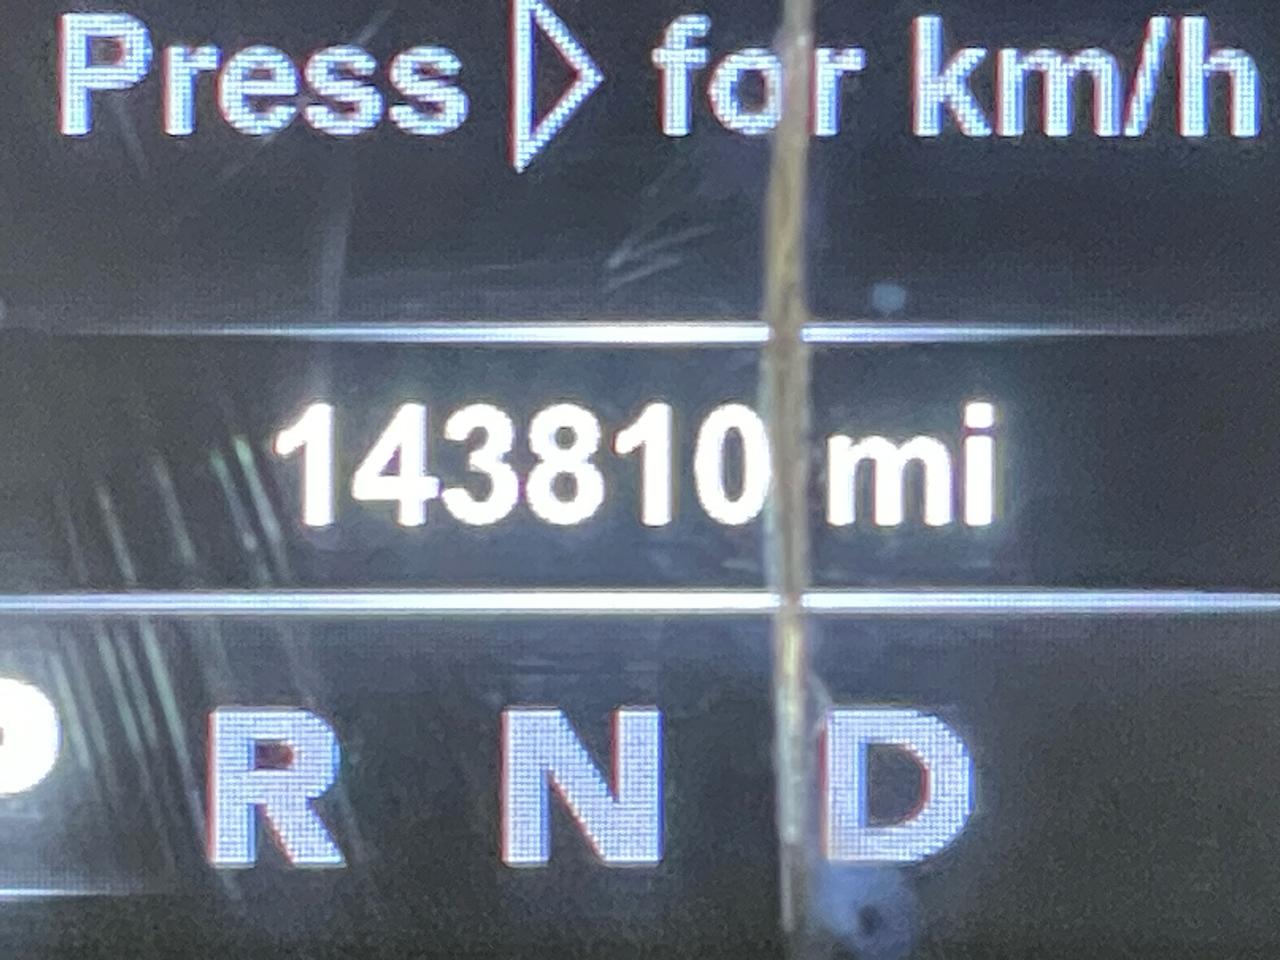 Press ▷ for km/h
143810 mi
P R N D